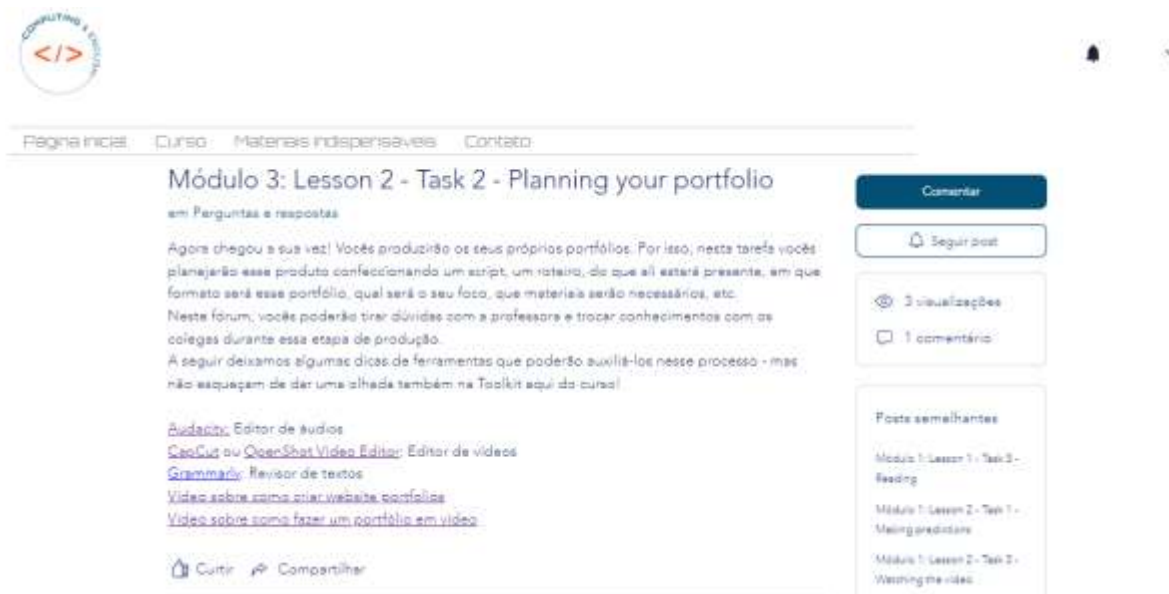 COMPUTING & ENGLISH
</>
Página inicial Curso Materiais indispensáveis Contato
Módulo 3: Lesson 2 - Task 2 - Planning your portfolio
em Perguntas e respostas
Agora chegou a sua vez! Vocês produzirão os seus próprios portfólios. Por isso, nesta tarefa vocês
planejarão esse produto confeccionando um script, um roteiro, do que ali estará presente, em que
formato será esse portfólio, qual será o seu foco, que materiais serão necessários, etc.
Neste fórum, vocês poderão tirar dúvidas com a professora e trocar conhecimentos com os
colegas durante essa etapa de produção.
A seguir deixamos algumas dicas de ferramentas que poderão auxiliá-los nesse processo - mas
não esqueçam de dar uma olhada também na Toolkit aqui do curso!
Audacity: Editor de áudios
CapCut ou OpenShot Video Editor: Editor de vídeos
Grammarly: Revisor de textos
Vídeo sobre como criar website portfolios
Vídeo sobre como fazer um portfólio em vídeo
Curtir Compartilhar
Comentar
Seguir post
3 visualizações
1 comentário
Posts semelhantes
Módulo 1: Lesson 1 - Task 3 -
Reading
Módulo 1: Lesson 2 - Task 1 -
Making predictions
Módulo 1: Lesson 2 - Task 2 -
Watching the video